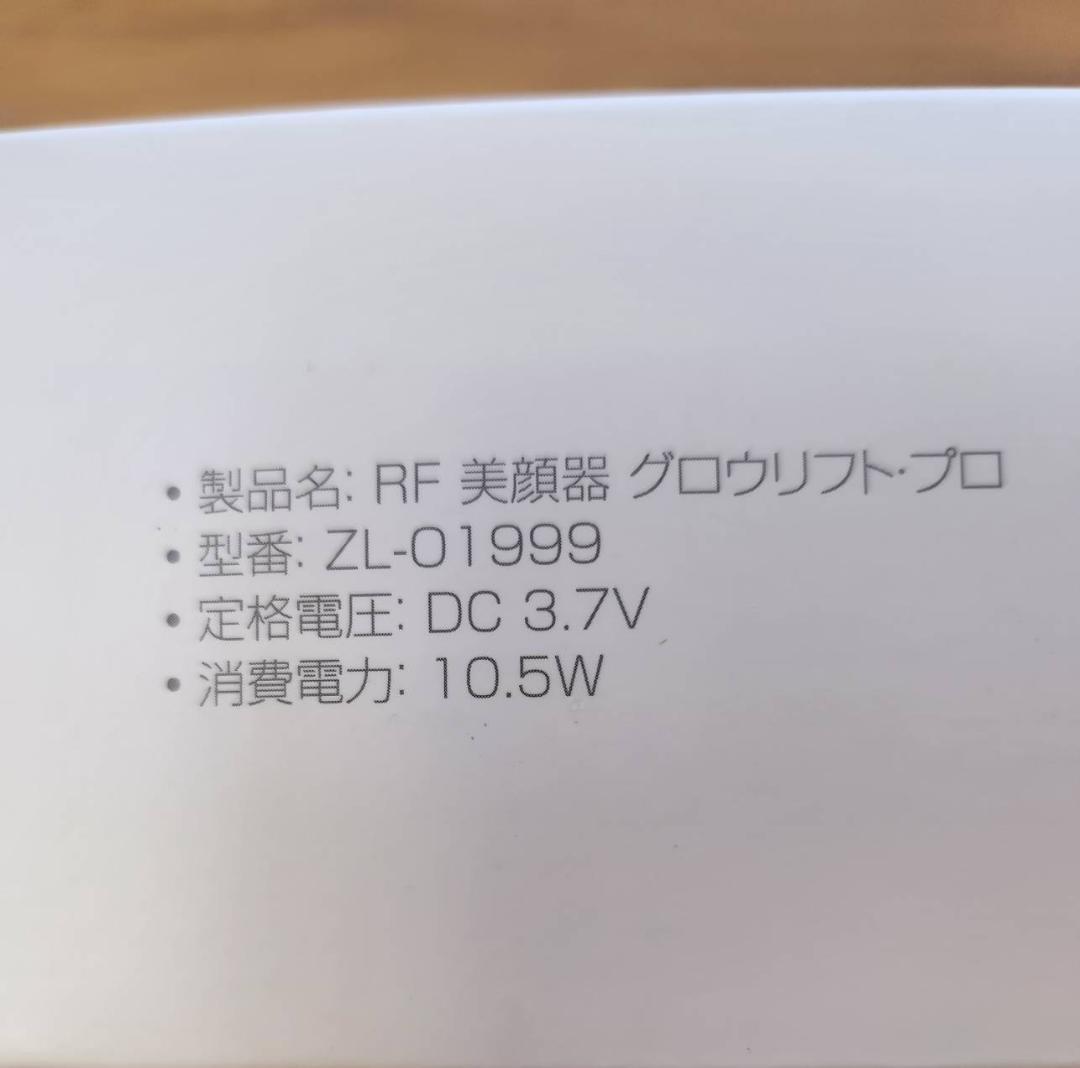 • 製品名: RF 美顔器 グロウリフト・プロ
• 型番: ZL-01999
• 定格電圧: DC 3.7V
• 消費電力: 10.5W